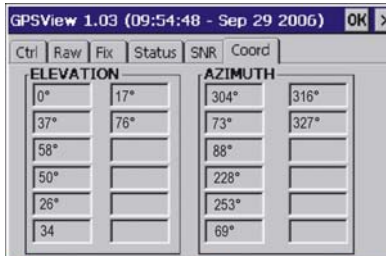 GPSView 1.03 (09:54:48 - Sep 29 2006) OK ×
Ctrl Raw Fix Status SNR Coord
ELEVATION AZIMUTH
0° 17° 304° 316°
37° 76° 73° 327°
58° 88°
50° 228°
26° 253°
34 69°